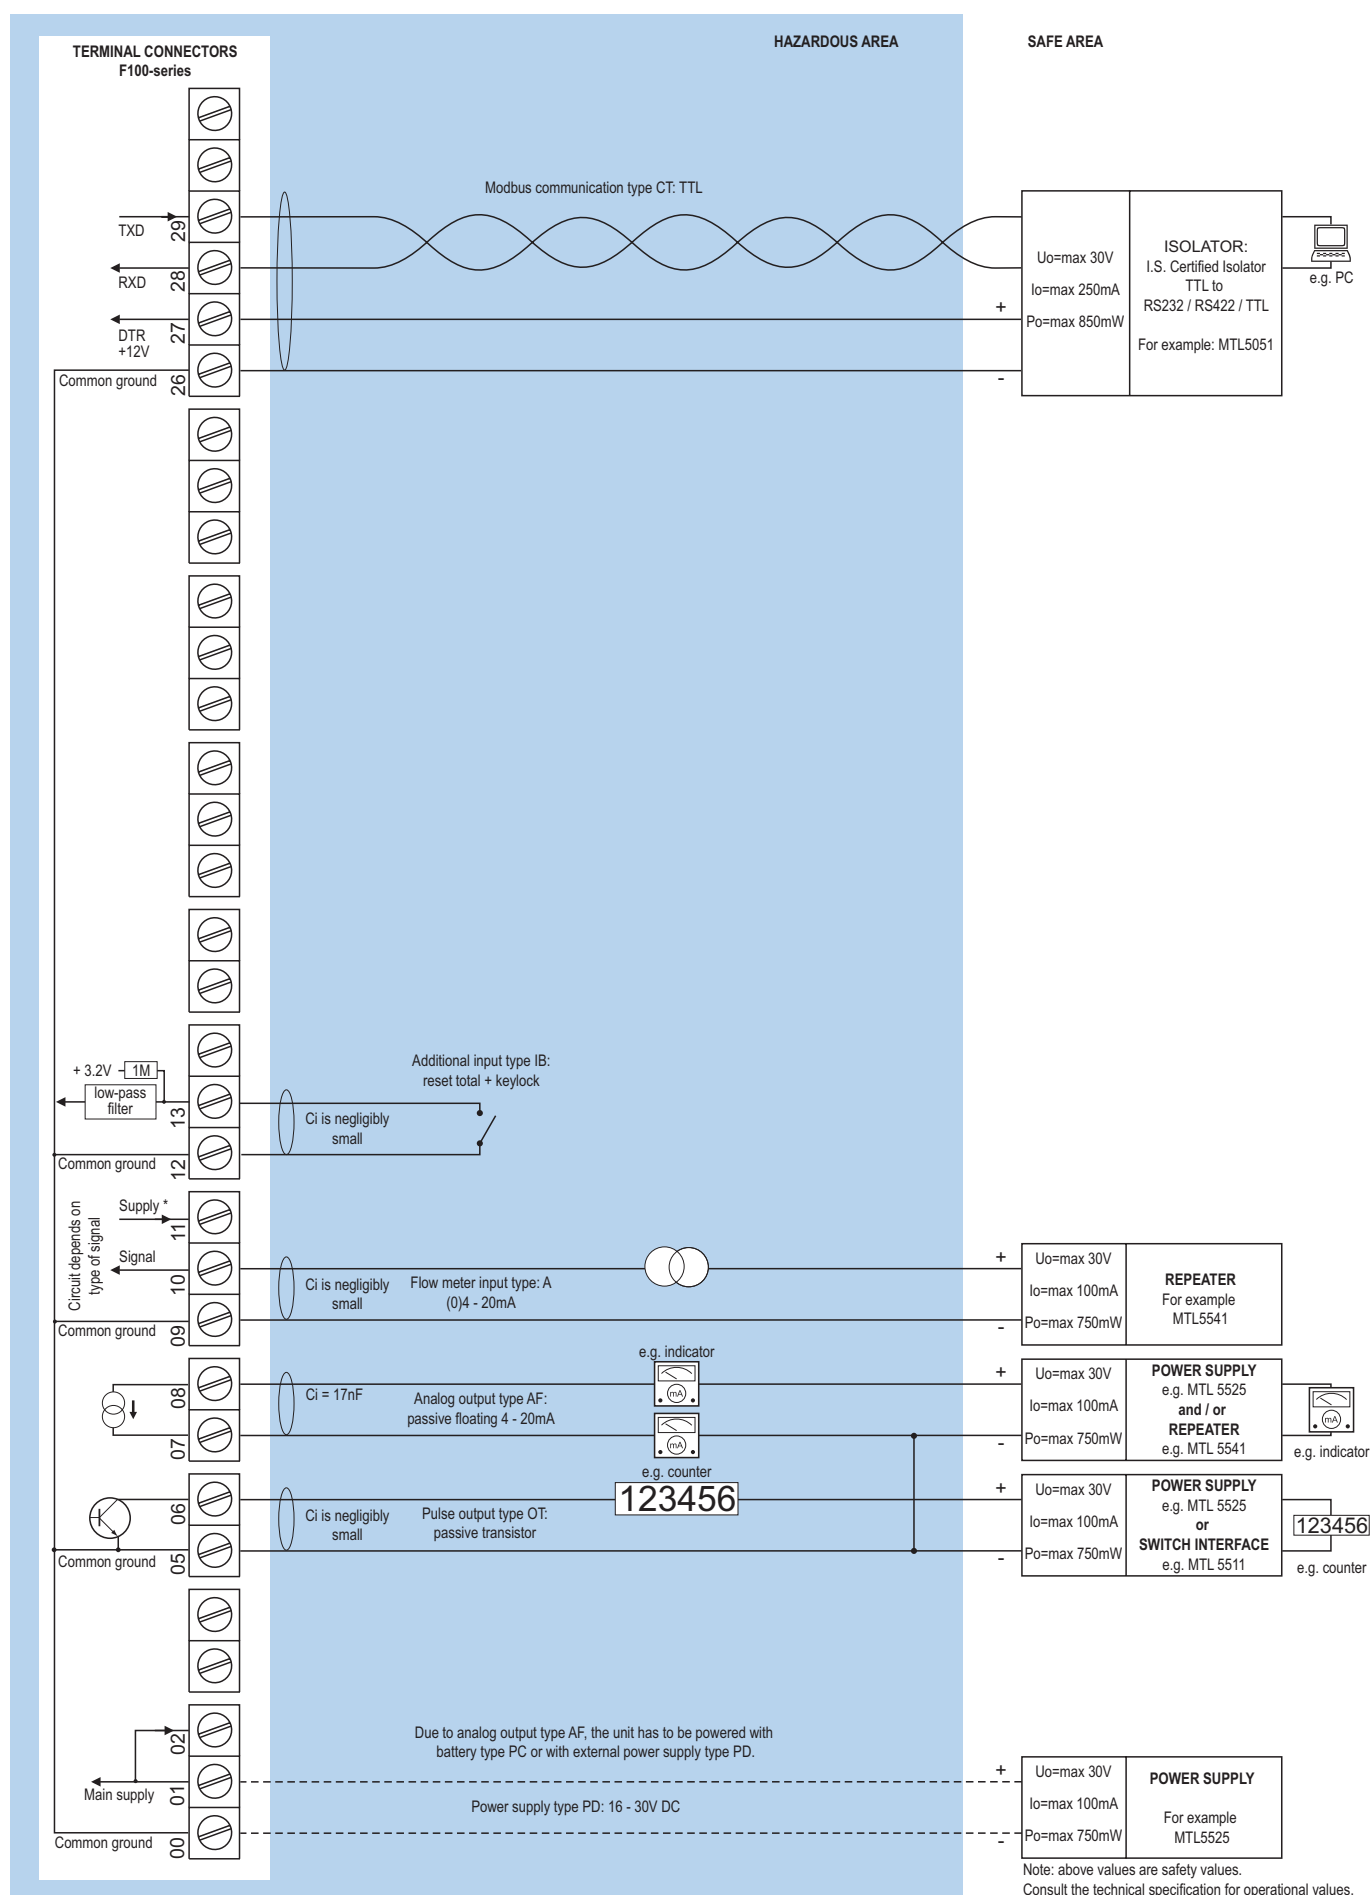 HAZARDOUS AREA
SAFE AREA
TERMINAL CONNECTORS
F100-series
Modbus communication type CT: TTL
TXD
29
RXD
28
DTR
+12V
27
Common ground
26
+
-
Uo=max 30V
Io=max 250mA
Po=max 850mW
ISOLATOR:
I.S. Certified Isolator
TTL to
RS232 / RS422 / TTL
For example: MTL5051
e.g. PC
+ 3.2V
1M
low-pass
filter
13
Common ground
12
Additional input type IB:
reset total + keylock
Ci is negligibly
small
Circuit depends on
type of signal
Supply *
11
Signal
10
Common ground
09
Ci is negligibly
small
Flow meter input type: A
(0)4 - 20mA
+
-
Uo=max 30V
Io=max 100mA
Po=max 750mW
REPEATER
For example
MTL5541
08
07
Ci = 17nF
Analog output type AF:
passive floating 4 - 20mA
e.g. indicator
mA
mA
+
-
Uo=max 30V
Io=max 100mA
Po=max 750mW
POWER SUPPLY
e.g. MTL 5525
and / or
REPEATER
e.g. MTL 5541
mA
e.g. indicator
06
Common ground
05
Ci is negligibly
small
Pulse output type OT:
passive transistor
e.g. counter
123456
+
-
Uo=max 30V
Io=max 100mA
Po=max 750mW
POWER SUPPLY
e.g. MTL 5525
or
SWITCH INTERFACE
e.g. MTL 5511
123456
e.g. counter
02
Main supply
01
Common ground
00
Due to analog output type AF, the unit has to be powered with
battery type PC or with external power supply type PD.
Power supply type PD: 16 - 30V DC
+
-
Uo=max 30V
Io=max 100mA
Po=max 750mW
POWER SUPPLY
For example
MTL5525
Note: above values are safety values.
Consult the technical specification for operational values.